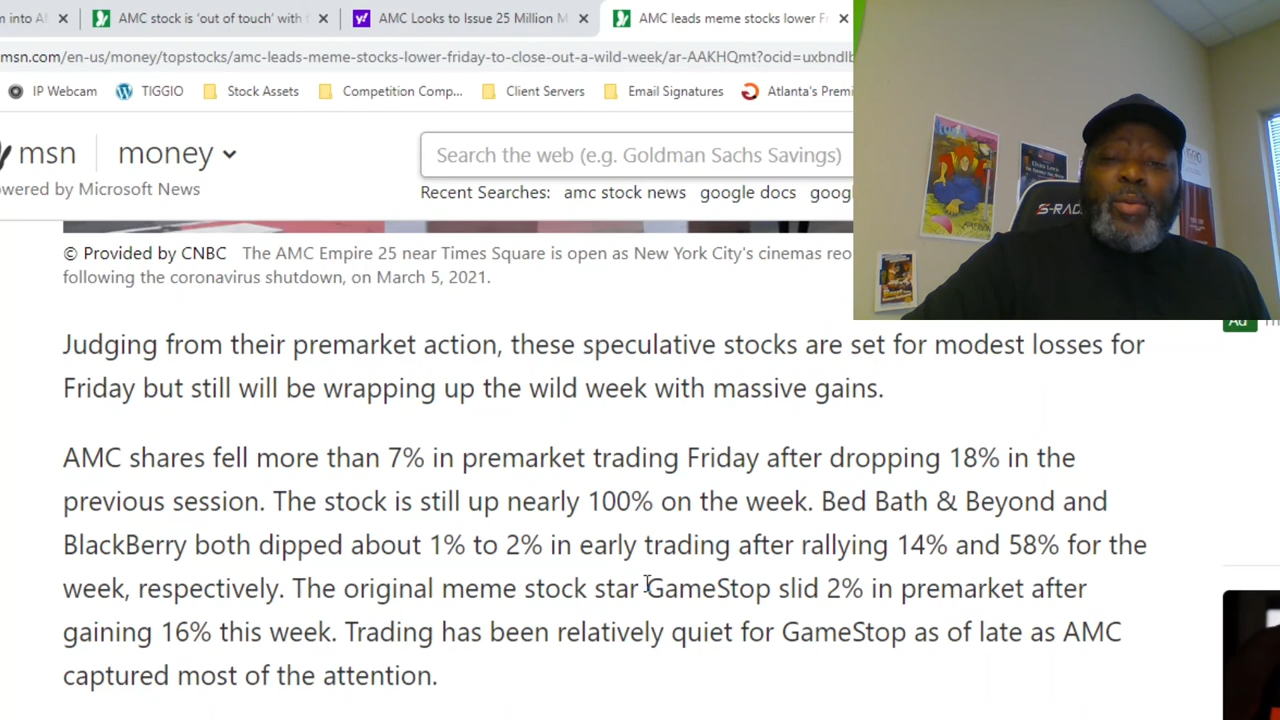 m into A
AMC stock is 'out of touch' with
AMC Looks to Issue 25 Million M
AMC leads meme stocks lower Fr
msn.com/en-us/money/topstocks/amc-leads-meme-stocks-lower-friday-to-close-out-a-wild-week/ar-AAKHQmt?ocid=uxbndlb
IP Webcam
TIGGIO
Stock Assets
Competition Comp...
Client Servers
Email Signatures
Atlanta's Premi
msn
money
Search the web (e.g. Goldman Sachs Savings)
owered by Microsoft News
Recent Searches: amc stock news google docs googl
© Provided by CNBC The AMC Empire 25 near Times Square is open as New York City's cinemas reo
following the coronavirus shutdown, on March 5, 2021.
Ad
Judging from their premarket action, these speculative stocks are set for modest losses for
Friday but still will be wrapping up the wild week with massive gains.
AMC shares fell more than 7% in premarket trading Friday after dropping 18% in the
previous session. The stock is still up nearly 100% on the week. Bed Bath & Beyond and
BlackBerry both dipped about 1% to 2% in early trading after rallying 14% and 58% for the
week, respectively. The original meme stock star GameStop slid 2% in premarket after
gaining 16% this week. Trading has been relatively quiet for GameStop as of late as AMC
captured most of the attention.